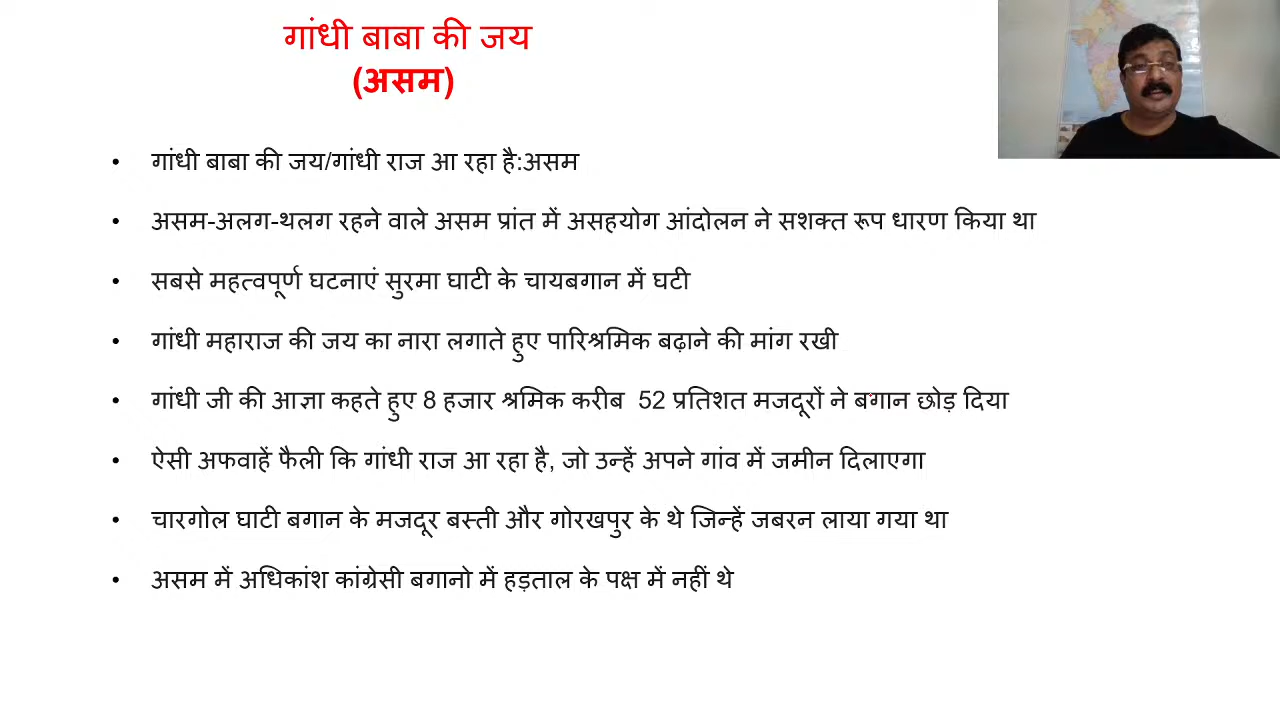 गांधी बाबा की जय
(असम)
• गांधी बाबा की जय/गांधी राज आ रहा है:असम
• असम-अलग-थलग रहने वाले असम प्रांत में असहयोग आंदोलन ने सशक्त रूप धारण किया था
• सबसे महत्वपूर्ण घटनाएं सुरमा घाटी के चायबगान में घटी
• गांधी महाराज की जय का नारा लगाते हुए पारिश्रमिक बढ़ाने की मांग रखी
• गांधी जी की आज्ञा कहते हुए 8 हजार श्रमिक करीब 52 प्रतिशत मजदूरों ने बगान छोड़ दिया
• ऐसी अफवाहें फैली कि गांधी राज आ रहा है, जो उन्हें अपने गांव में जमीन दिलाएगा
• चारगोल घाटी बगान के मजदूर बस्ती और गोरखपुर के थे जिन्हें जबरन लाया गया था
• असम में अधिकांश कांग्रेसी बगानो में हड़ताल के पक्ष में नहीं थे